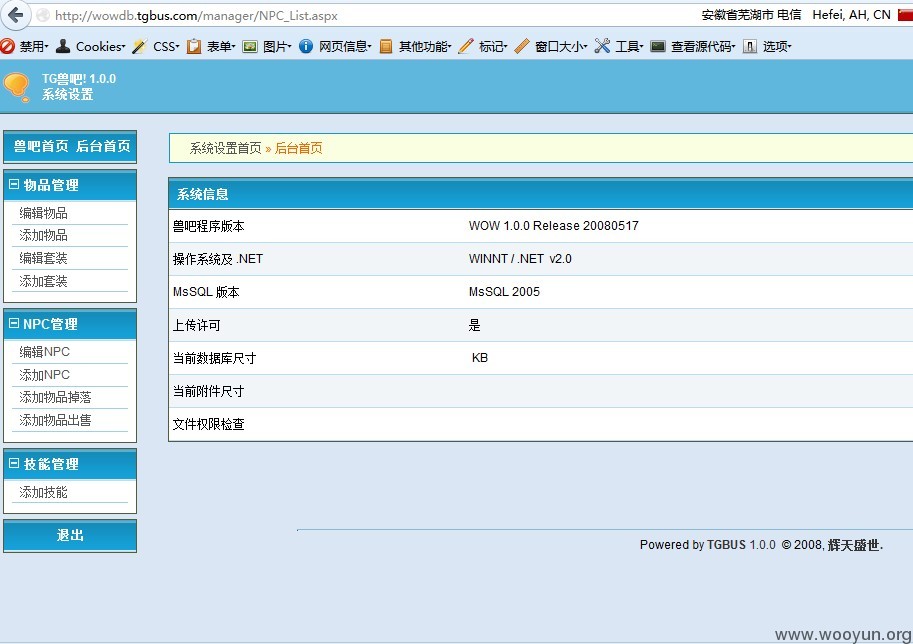 http://wowdb.tgbus.com/manager/NPC_List.aspx
安徽省芜湖市 电信 Hefei, AH, CN
禁用 Cookies CSS 表单 图片 网页信息 其他功能 标记 窗口大小 工具 查看源代码 选项
TG兽吧! 1.0.0
系统设置
兽吧首页 后台首页
物品管理
编辑物品
添加物品
编辑套装
添加套装
NPC管理
编辑NPC
添加NPC
添加物品掉落
添加物品出售
技能管理
添加技能
退出
系统设置首页 » 后台首页
系统信息
兽吧程序版本 WOW 1.0.0 Release 20080517
操作系统及 .NET WINNT / .NET v2.0
MsSQL 版本 MsSQL 2005
上传许可 是
当前数据库尺寸 KB
当前附件尺寸
文件权限检查
Powered by TGBUS 1.0.0 © 2008, 辉天盛世.
www.wooyun.org